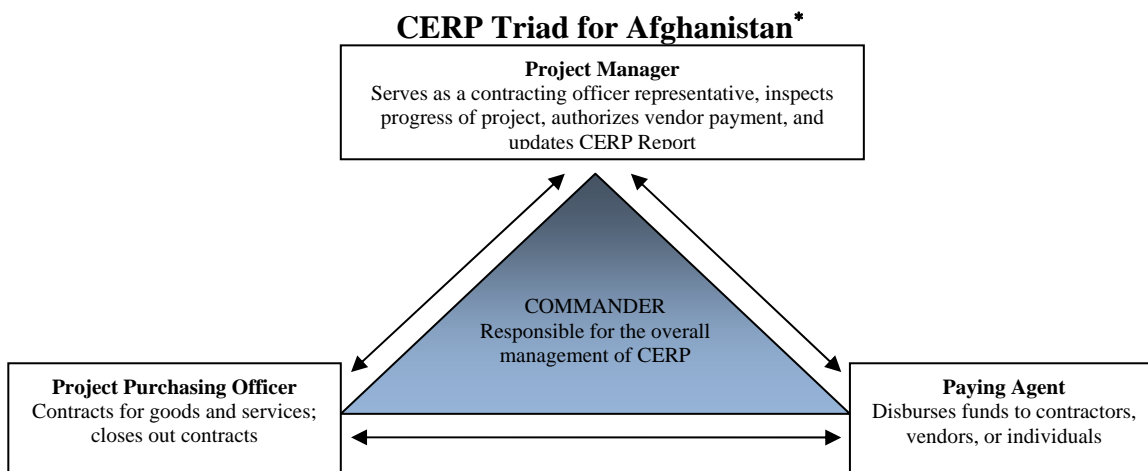 CERP Triad for Afghanistan*
Project Manager
Serves as a contracting officer representative, inspects
progress of project, authorizes vendor payment, and
updates CERP Report
COMMANDER
Responsible for the overall
management of CERP
Project Purchasing Officer
Contracts for goods and services;
closes out contracts
Paying Agent
Disburses funds to contractors,
vendors, or individuals